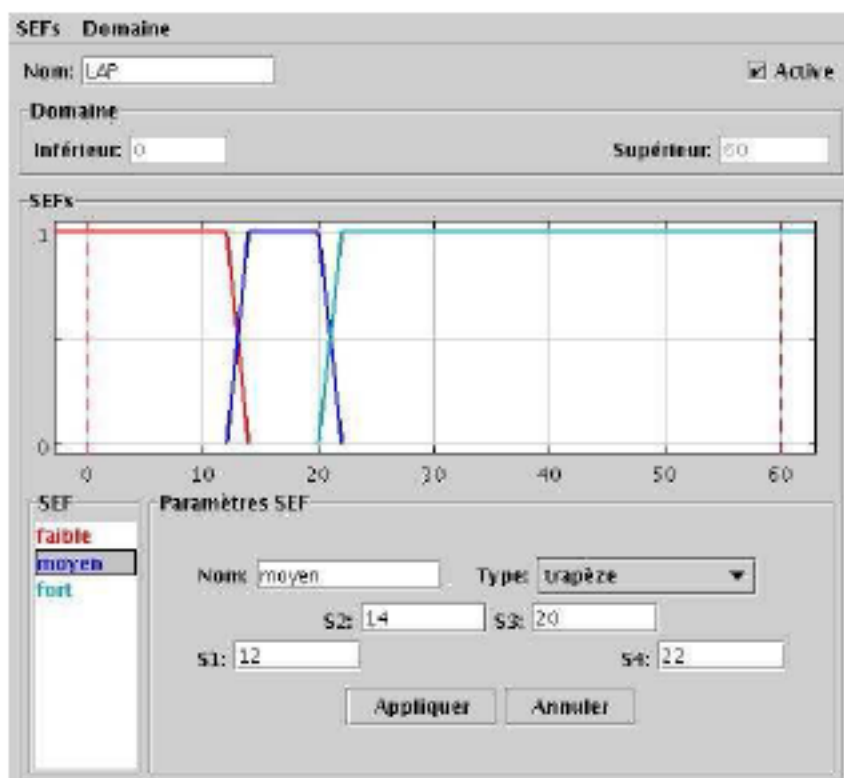 SEFs Domaine
Nom: LAP Active
Domaine
Inférieur: 0 Supérieur: 60
SEFs
1
0
0 10 20 30 40 50 60
SEF Paramètres SEF
faible
moyen
fort
Nom: moyen Type: trapèze
S2: 14 S3: 20
S1: 12 S4: 22
Appliquer Annuler